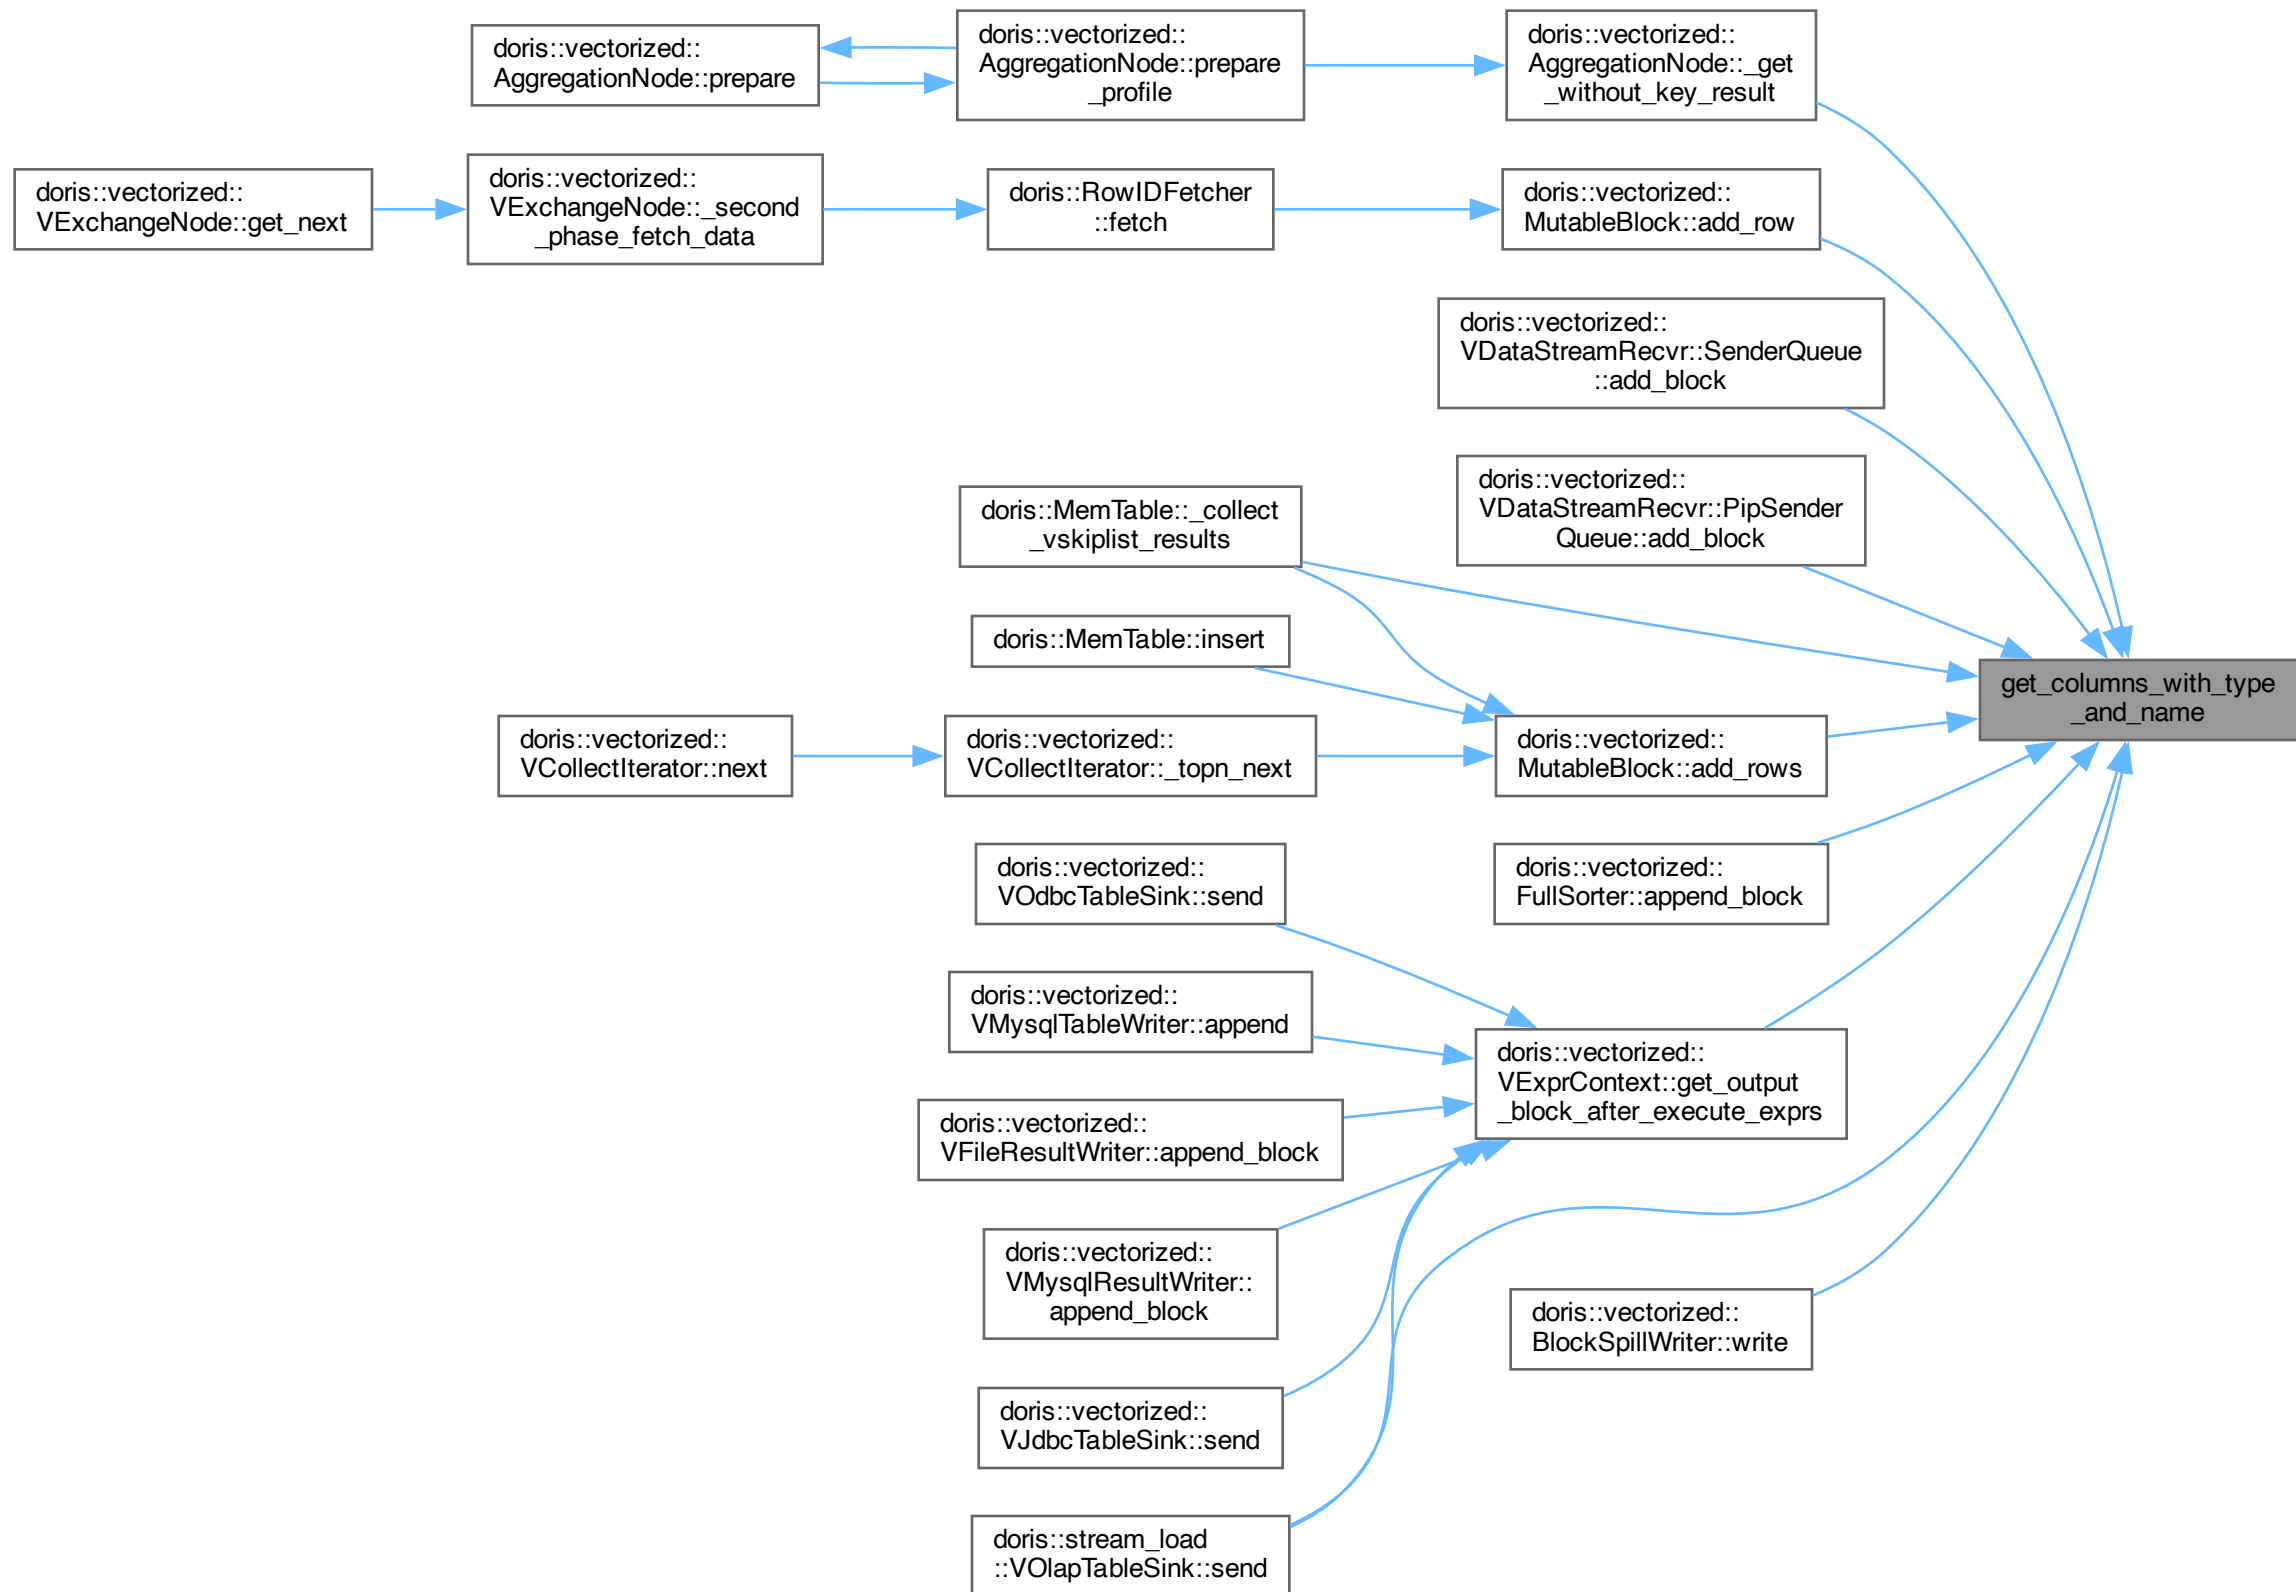 doris::vectorized::
AggregationNode::prepare
doris::vectorized::
AggregationNode::prepare
_profile
doris::vectorized::
AggregationNode::_get
_without_key_result
doris::vectorized::
VExchangeNode::get_next
doris::vectorized::
VExchangeNode::_second
_phase_fetch_data
doris::RowIDFetcher
::fetch
doris::vectorized::
MutableBlock::add_row
doris::vectorized::
VDataStreamRecvr::SenderQueue
::add_block
doris::vectorized::
VDataStreamRecvr::PipSender
Queue::add_block
doris::MemTable::_collect
_vskiplist_results
doris::MemTable::insert
get_columns_with_type
_and_name
doris::vectorized::
VCollectIterator::next
doris::vectorized::
VCollectIterator::_topn_next
doris::vectorized::
MutableBlock::add_rows
doris::vectorized::
VOdbcTableSink::send
doris::vectorized::
FullSorter::append_block
doris::vectorized::
VMysqlTableWriter::append
doris::vectorized::
VExprContext::get_output
_block_after_execute_exprs
doris::vectorized::
VFileResultWriter::append_block
doris::vectorized::
VMysqlResultWriter::
append_block
doris::vectorized::
BlockSpillWriter::write
doris::vectorized::
VJdbcTableSink::send
doris::stream_load
::VOlapTableSink::send